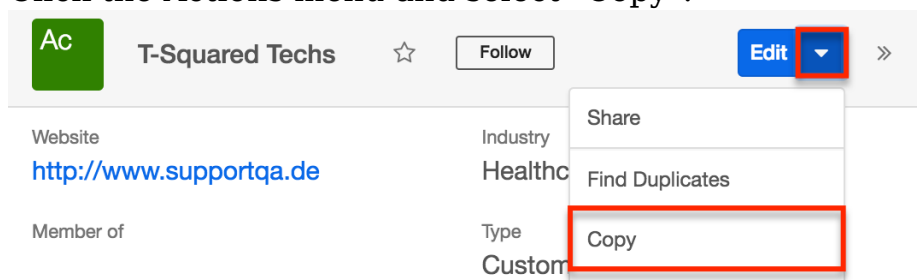 Click the Actions menu and select "Copy".
Ac
T-Squared Techs
Follow
Edit
Share
Website
Industry
http://www.supportqa.de
Healthc
Find Duplicates
Member of
Type
Copy
Custom